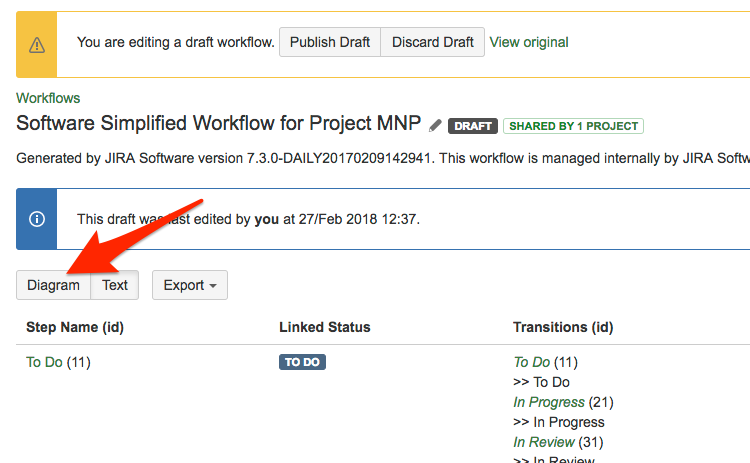 You are editing a draft workflow. Publish Draft Discard Draft View original
Workflows
Software Simplified Workflow for Project MNP DRAFT SHARED BY 1 PROJECT
Generated by JIRA Software version 7.3.0-DAILY20170209142941. This workflow is managed internally by JIRA Softw
This draft was last edited by you at 27/Feb 2018 12:37.
Diagram Text Export
Step Name (id) Linked Status Transitions (id)
To Do (11) TO DO To Do (11)
>> To Do
In Progress (21)
>> In Progress
In Review (31)
>> In Review